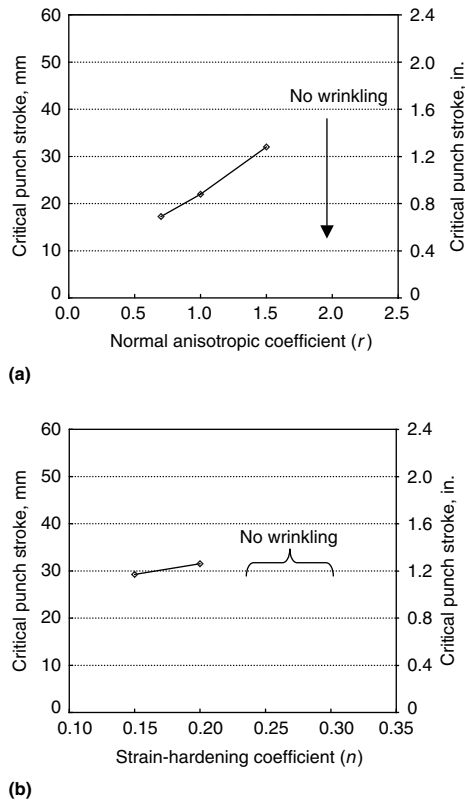 Critical punch stroke, mm
60
50
40
30
20
10
0
No wrinkling
2.4
2.0
1.6
1.2
0.8
0.4
0
Critical punch stroke, in.
0.0 0.5 1.0 1.5 2.0 2.5
Normal anisotropic coefficient (r)
(a)
Critical punch stroke, mm
60
50
40
30
20
10
0
No wrinkling
2.4
2.0
1.6
1.2
0.8
0.4
0
Critical punch stroke, in.
0.10 0.15 0.20 0.25 0.30 0.35
Strain-hardening coefficient (n)
(b)